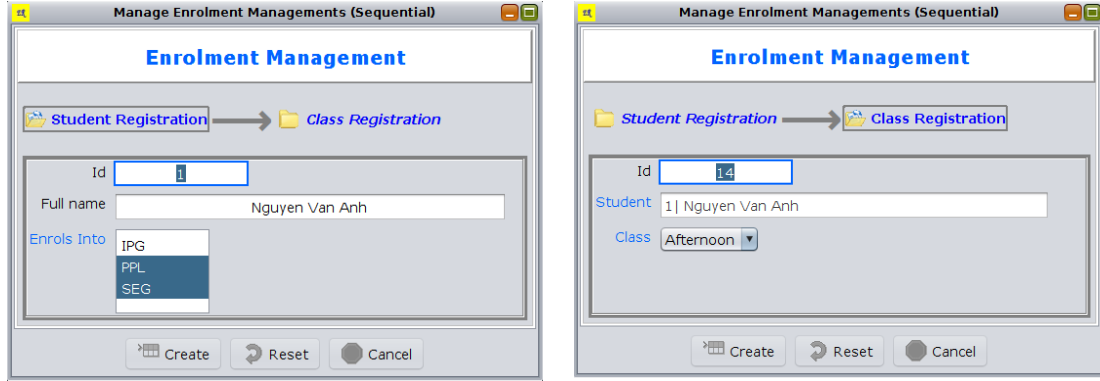 Manage Enrolment Managements (Sequential)
Enrolment Management
Student Registration Class Registration
Id 1
Full name Nguyen Van Anh
Enrols Into
IPG
PPL
SEG
Create Reset Cancel
Manage Enrolment Managements (Sequential)
Enrolment Management
Student Registration Class Registration
Id 14
Student 1| Nguyen Van Anh
Class Afternoon
Create Reset Cancel